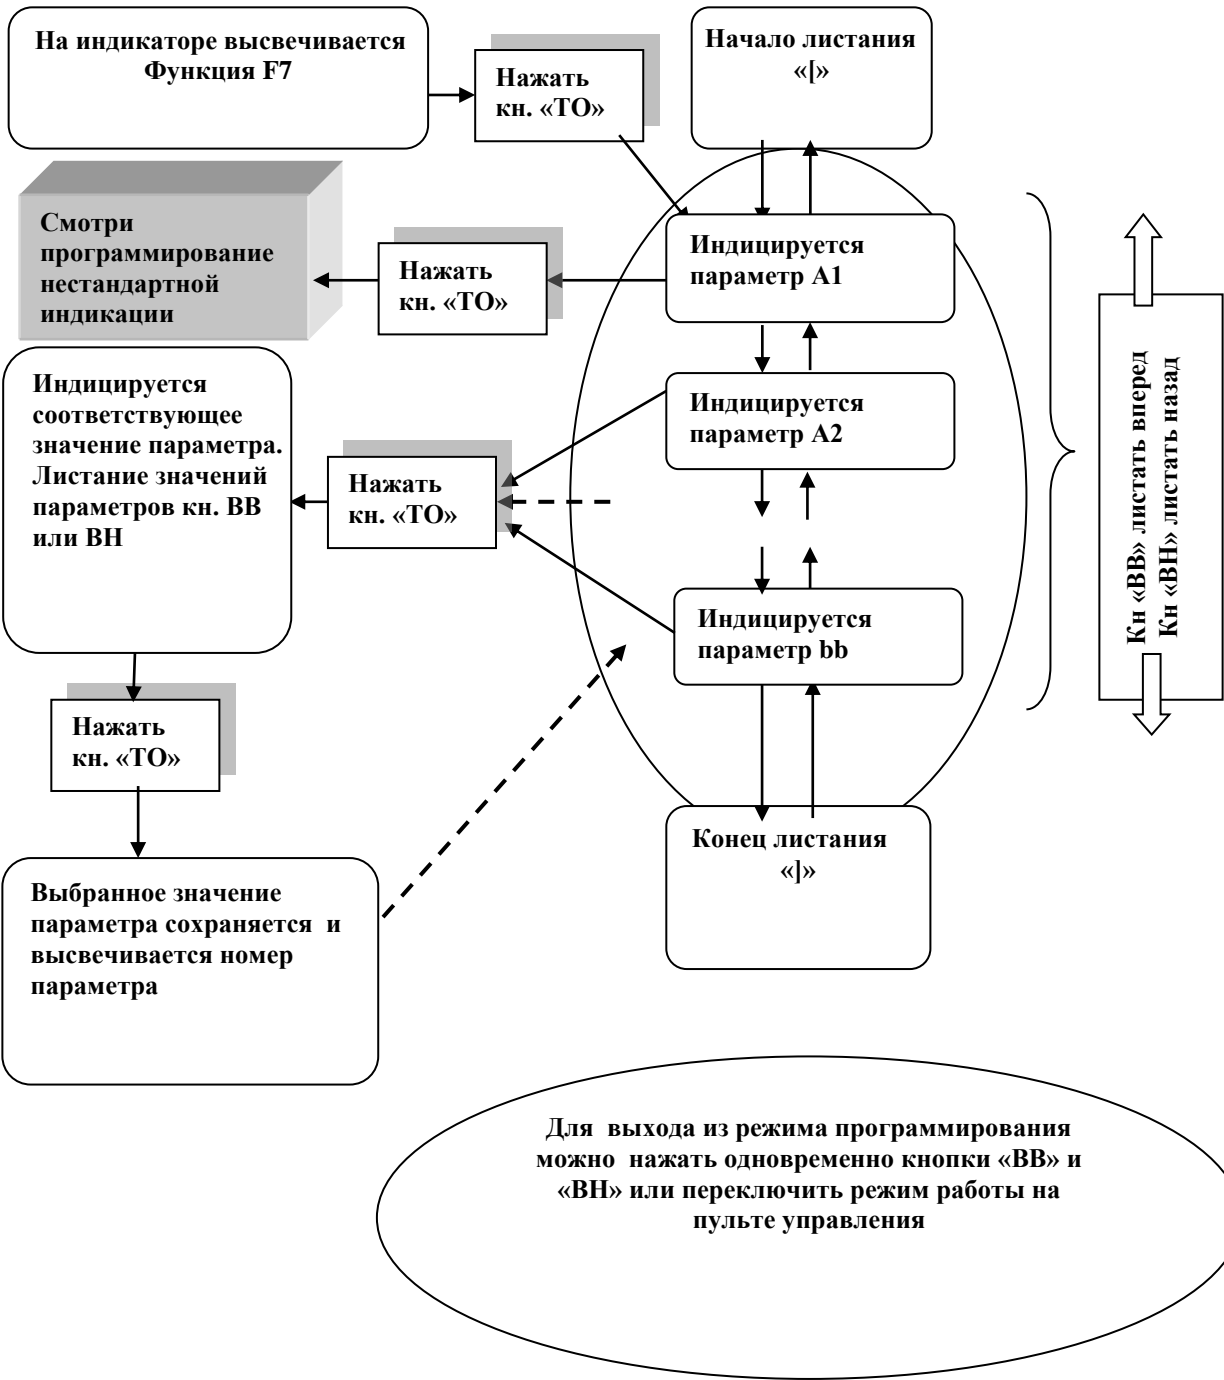 На индикаторе высвечивается
Функция F7
Нажать
кн. «ТО»
Начало листания
«[»
Смотри
программирование
нестандартной
индикации
Нажать
кн. «ТО»
Индицируется
параметр А1
Индицируется
соответствующее
значение параметра.
Листание значений
параметров кн. ВВ
или ВН
Нажать
кн. «ТО»
Индицируется
параметр А2
Индицируется
параметр bb
Кн «ВВ» листать вперед
Кн «ВН» листать назад
Нажать
кн. «ТО»
Конец листания
«]»
Выбранное значение
параметра сохраняется и
высвечивается номер
параметра
Для выхода из режима программирования
можно нажать одновременно кнопки «ВВ» и
«ВН» или переключить режим работы на
пульте управления